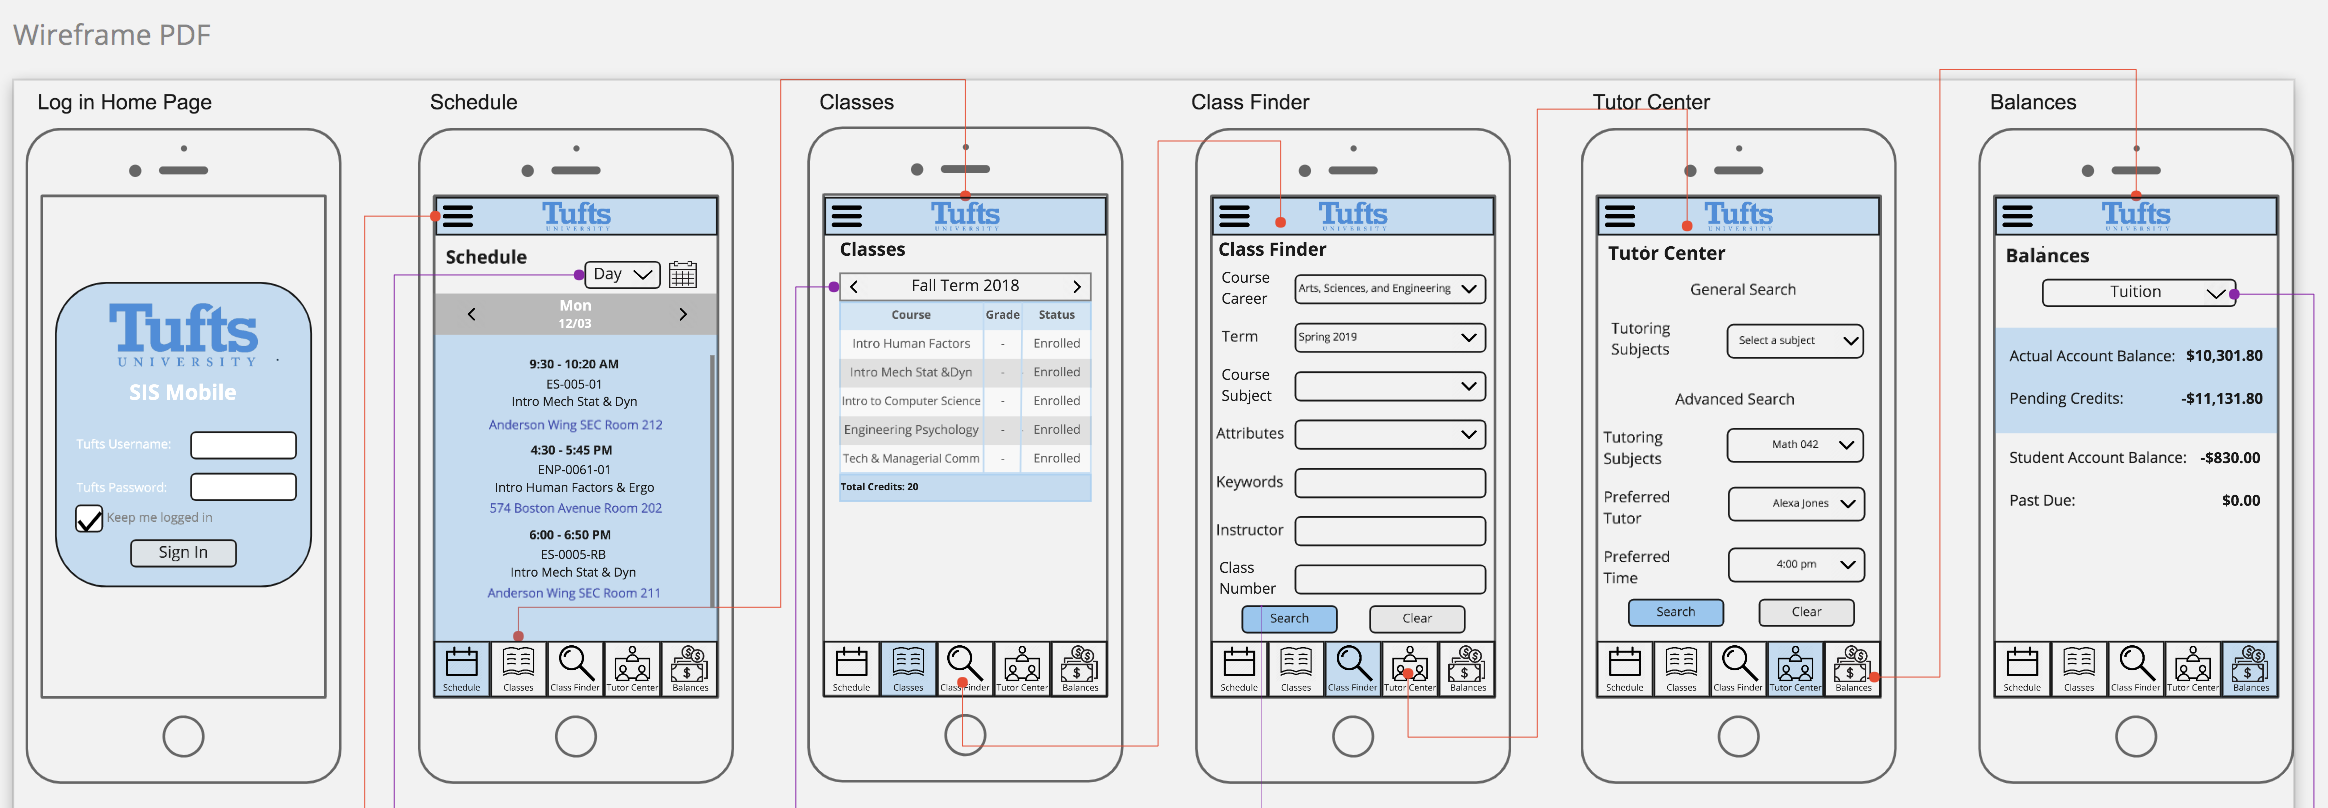 Wireframe PDF
Log in Home Page
Tufts
UNIVERSITY
SIS Mobile
Tufts Username:
Tufts Password:
Keep me logged in
Sign In
Schedule
Tufts
UNIVERSITY
Schedule
Day
Mon
12/03
9:30 - 10:20 AM
ES-005-01
Intro Mech Stat & Dyn
Anderson Wing SEC Room 212
4:30 - 5:45 PM
ENP-0061-01
Intro Human Factors & Ergo
574 Boston Avenue Room 202
6:00 - 6:50 PM
ES-0005-RB
Intro Mech Stat & Dyn
Anderson Wing SEC Room 211
Schedule Classes Class Finder Tutor Center Balances
Classes
Tufts
UNIVERSITY
Classes
Fall Term 2018
Course Grade Status
Intro Human Factors - Enrolled
Intro Mech Stat &Dyn - Enrolled
Intro to Computer Science - Enrolled
Engineering Psychology - Enrolled
Tech & Managerial Comm - Enrolled
Total Credits: 20
Schedule Classes Class Finder Tutor Center Balances
Class Finder
Tufts
UNIVERSITY
Class Finder
Course
Career
Arts, Sciences, and Engineering
Term Spring 2019
Course
Subject
Attributes
Keywords
Instructor
Class
Number
Search Clear
Schedule Classes Class Finder Tutor Center Balances
Tutor Center
Tufts
UNIVERSITY
Tutor Center
General Search
Tutoring
Subjects
Select a subject
Advanced Search
Tutoring
Subjects
Math 042
Preferred
Tutor
Alexa Jones
Preferred
Time
4:00 pm
Search Clear
Schedule Classes Class Finder Tutor Center Balances
Balances
Tufts
UNIVERSITY
Balances
Tuition
Actual Account Balance: $10,301.80
Pending Credits: -$11,131.80
Student Account Balance: -$830.00
Past Due: $0.00
Schedule Classes Class Finder Tutor Center Balances